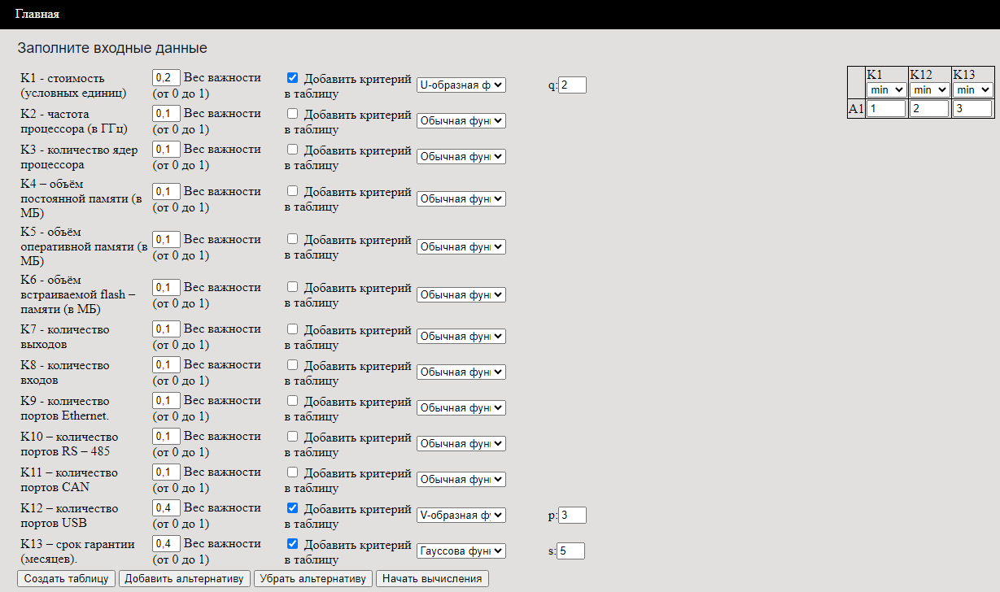 Главная
Заполните входные данные
K1 - стоимость
(условных единиц)
0,2 Вес важности
(от 0 до 1)
Добавить критерий
в таблицу
U-образная ф
q: 2
K2 - частота
процессора (в ГГц)
0,1 Вес важности
(от 0 до 1)
Добавить критерий
в таблицу
Обычная фун
K3 - количество ядер
процессора
0,1 Вес важности
(от 0 до 1)
Добавить критерий
в таблицу
Обычная фун
K4 – объём
постоянной памяти (в
МБ)
0,1 Вес важности
(от 0 до 1)
Добавить критерий
в таблицу
Обычная фун
K5 - объём
оперативной памяти (в
МБ)
0,1 Вес важности
(от 0 до 1)
Добавить критерий
в таблицу
Обычная фун
K6 - объём
встраиваемой flash –
памяти (в МБ)
0,1 Вес важности
(от 0 до 1)
Добавить критерий
в таблицу
Обычная фун
K7 - количество
выходов
0,1 Вес важности
(от 0 до 1)
Добавить критерий
в таблицу
Обычная фун
K8 - количество
входов
0,1 Вес важности
(от 0 до 1)
Добавить критерий
в таблицу
Обычная фун
K9 - количество
портов Ethernet.
0,1 Вес важности
(от 0 до 1)
Добавить критерий
в таблицу
Обычная фун
K10 – количество
портов RS – 485
0,1 Вес важности
(от 0 до 1)
Добавить критерий
в таблицу
Обычная фун
K11 – количество
портов CAN
0,1 Вес важности
(от 0 до 1)
Добавить критерий
в таблицу
Обычная фун
K12 – количество
портов USB
0,4 Вес важности
(от 0 до 1)
Добавить критерий
в таблицу
V-образная фу
p: 3
K13 – срок гарантии
(месяцев).
0,4 Вес важности
(от 0 до 1)
Добавить критерий
в таблицу
Гауссова фун
s: 5
Создать таблицу Добавить альтернативу Убрать альтернативу Начать вычисления
K1 K12 K13
min min min
A1 1 2 3